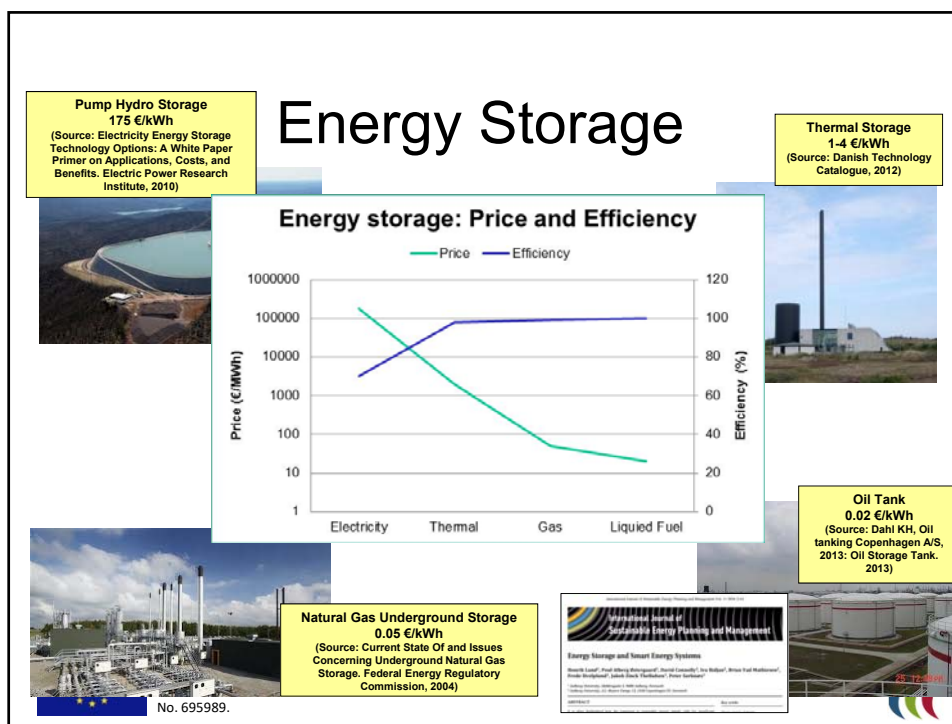 Energy Storage
Pump Hydro Storage
175 €/kWh
(Source: Electricity Energy Storage
Technology Options: A White Paper
Primer on Applications, Costs, and
Benefits. Electric Power Research
Institute, 2010)
Thermal Storage
1-4 €/kWh
(Source: Danish Technology
Catalogue, 2012)
Energy storage: Price and Efficiency
Price Efficiency
1000000
100000
10000
1000
100
10
1
Price (€/MWh)
120
100
80
60
40
20
0
Efficiency (%)
Electricity Thermal Gas Liquied Fuel
Oil Tank
0.02 €/kWh
(Source: Dahl KH, Oil
tanking Copenhagen A/S,
2013: Oil Storage Tank.
2013)
Natural Gas Underground Storage
0.05 €/kWh
(Source: Current State Of and Issues
Concerning Underground Natural Gas
Storage. Federal Energy Regulatory
Commission, 2004)
International Journal of
Sustainable Energy Planning and Management
Energy Storage and Smart Energy Systems
ABSTRACT
No. 695989.